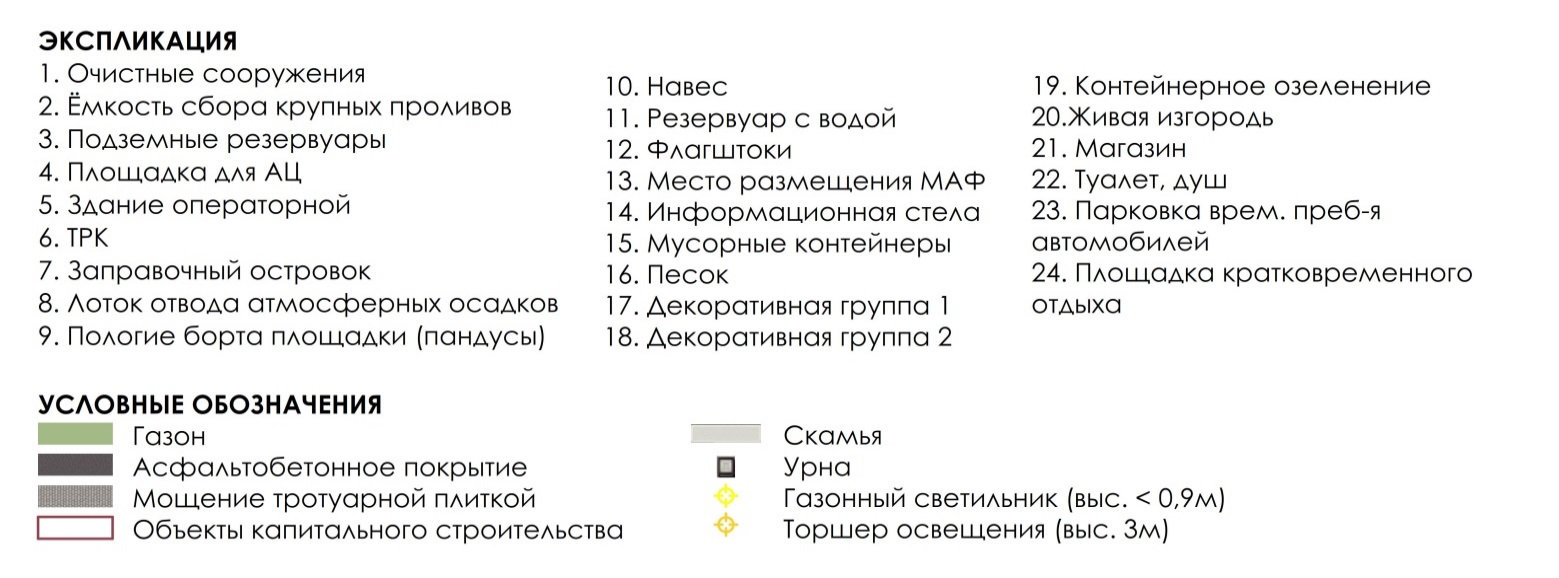 ЭКСПЛИКАЦИЯ
1. Очистные сооружения
2. Ёмкость сбора крупных проливов
3. Подземные резервуары
4. Площадка для АЦ
5. Здание операторной
6. ТРК
7. Заправочный островок
8. Лоток отвода атмосферных осадков
9. Пологие борта площадки (пандусы)
10. Навес
11. Резервуар с водой
12. Флагштоки
13. Место размещения МАФ
14. Информационная стела
15. Мусорные контейнеры
16. Песок
17. Декоративная группа 1
18. Декоративная группа 2
19. Контейнерное озеленение
20.Живая изгородь
21. Магазин
22. Туалет, душ
23. Парковка врем. преб-я
автомобилей
24. Площадка кратковременного
отдыха
УСЛОВНЫЕ ОБОЗНАЧЕНИЯ
Газон
Асфальтобетонное покрытие
Мощение тротуарной плиткой
Объекты капитального строительства
Скамья
Урна
Газонный светильник (выс. < 0,9м)
Торшер освещения (выс. 3м)